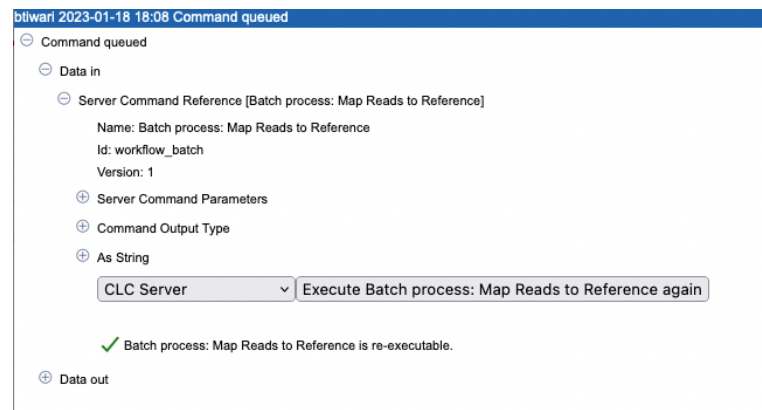 btiwari 2023-01-18 18:08 Command queued
Command queued
Data in
Server Command Reference [Batch process: Map Reads to Reference]
Name: Batch process: Map Reads to Reference
Id: workflow_batch
Version: 1
Server Command Parameters
Command Output Type
As String
CLC Server Execute Batch process: Map Reads to Reference again
Batch process: Map Reads to Reference is re-executable.
Data out